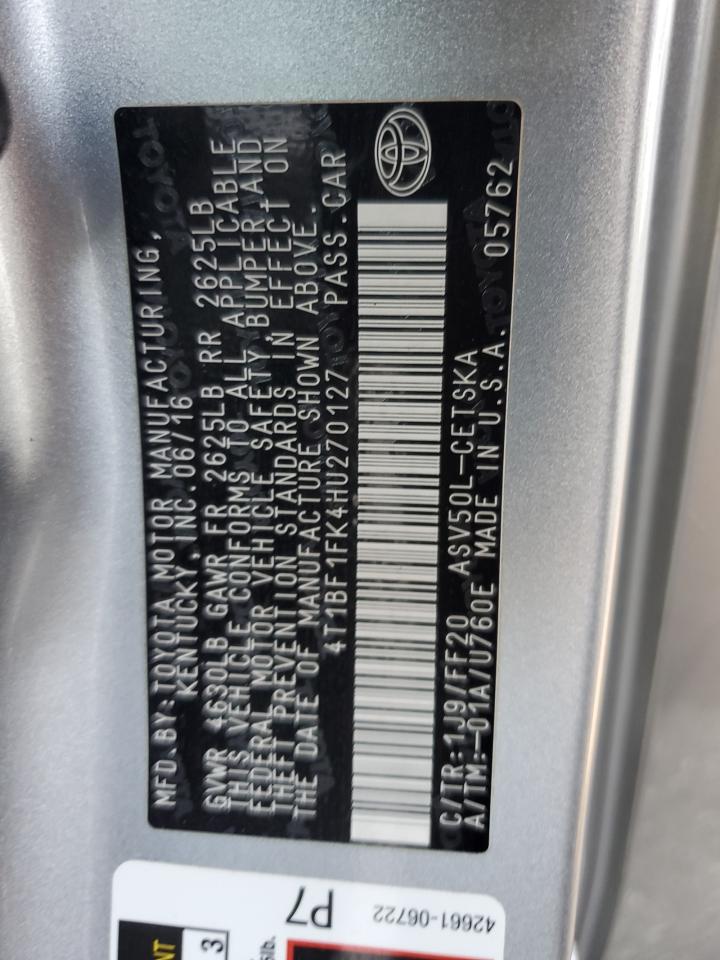 MFD.BY:TOYOTA MOTOR MANUFACTURING,
KENTUCKY, INC.06/16
GVWR 4630LB GAWR FR 2625LB RR 2625LB
THIS VEHICLE CONFORMS TO ALL APPLICABLE
FEDERAL MOTOR VEHICLE SAFETY, BUMPER, AND
THEFT PREVENTION STANDARDS IN EFFECT ON
THE DATE OF MANUFACTURE SHOWN ABOVE.
4T1BF1FK4HU270127 PASS.CAR
C/TR:1J9/FF20 ASV50L-CETSKA
A/TM:-01A/U760E MADE IN U.S.A. 05762
P7
42661-06722
3